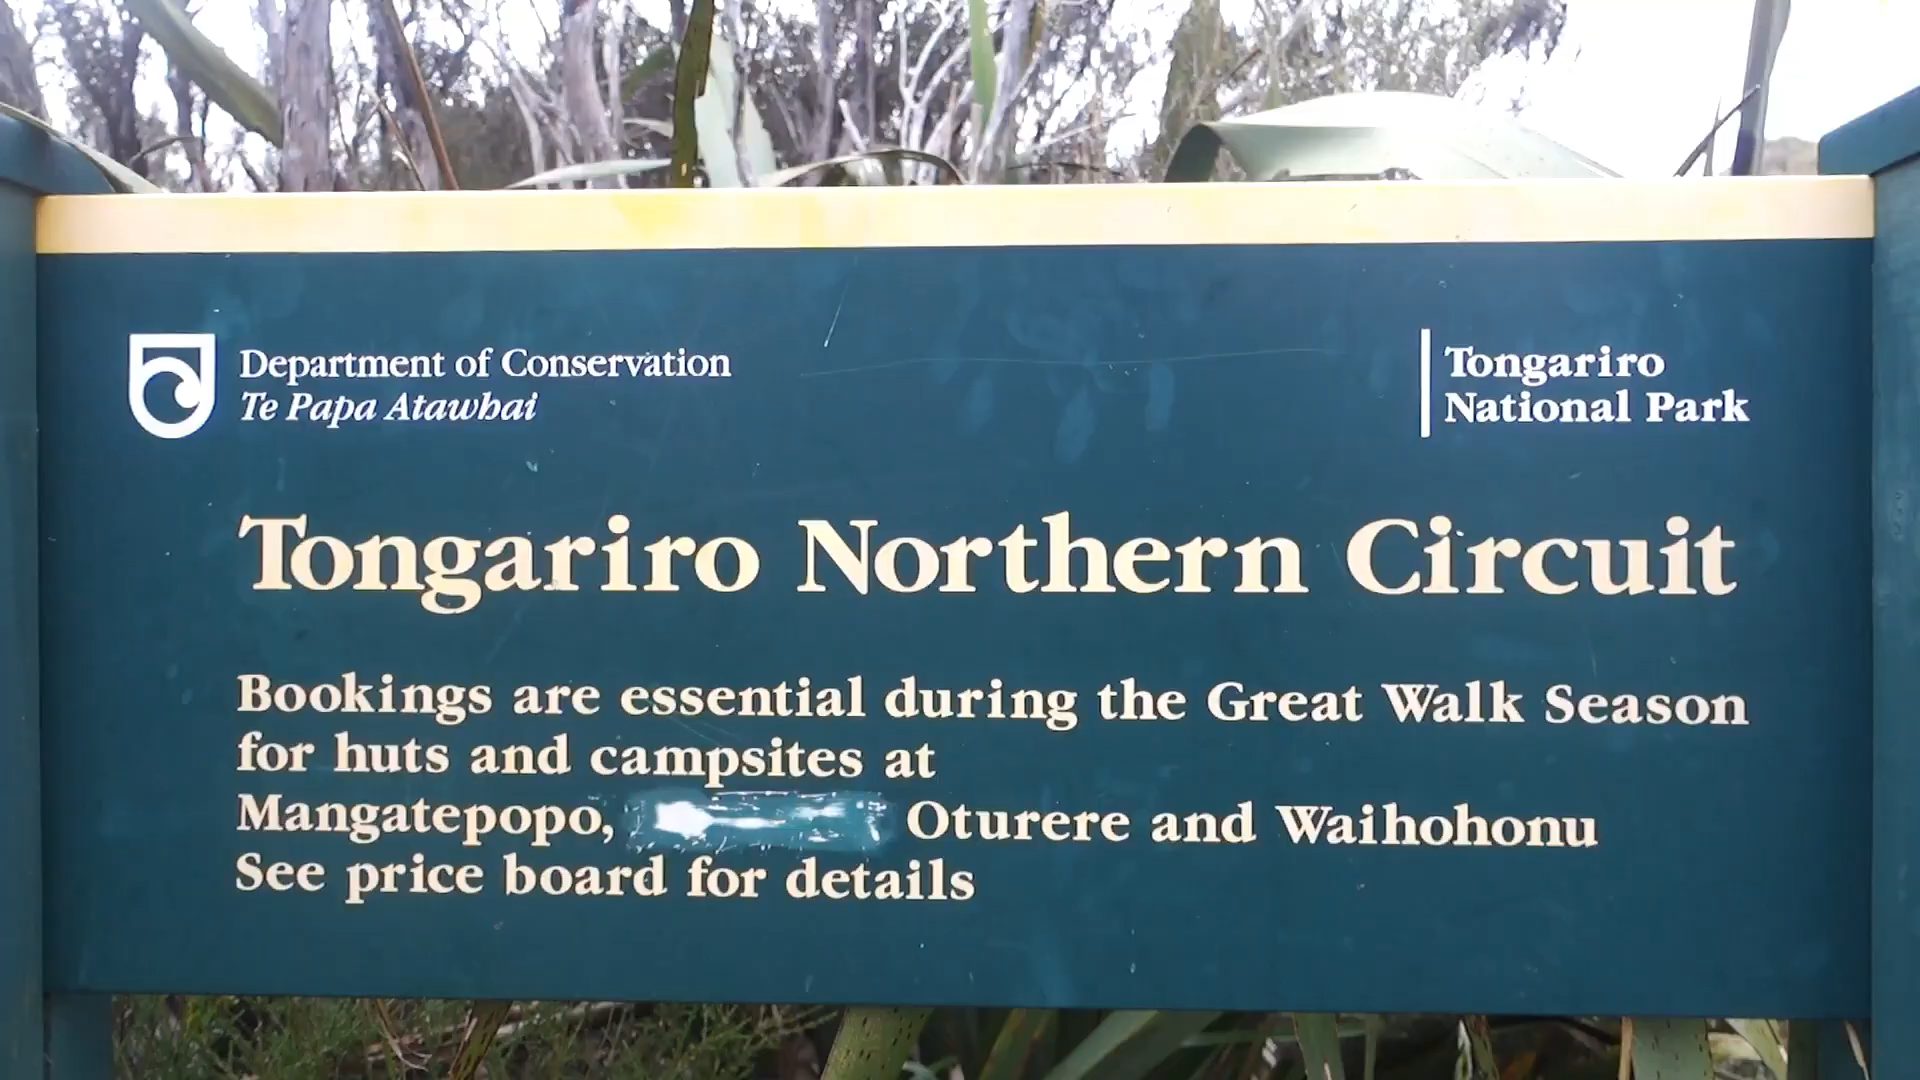 Department of Conservation
Te Papa Atawhai
Tongariro
National Park
Tongariro Northern Circuit
Bookings are essential during the Great Walk Season
for huts and campsites at
Mangatepopo, Oturere and Waihohonu
See price board for details